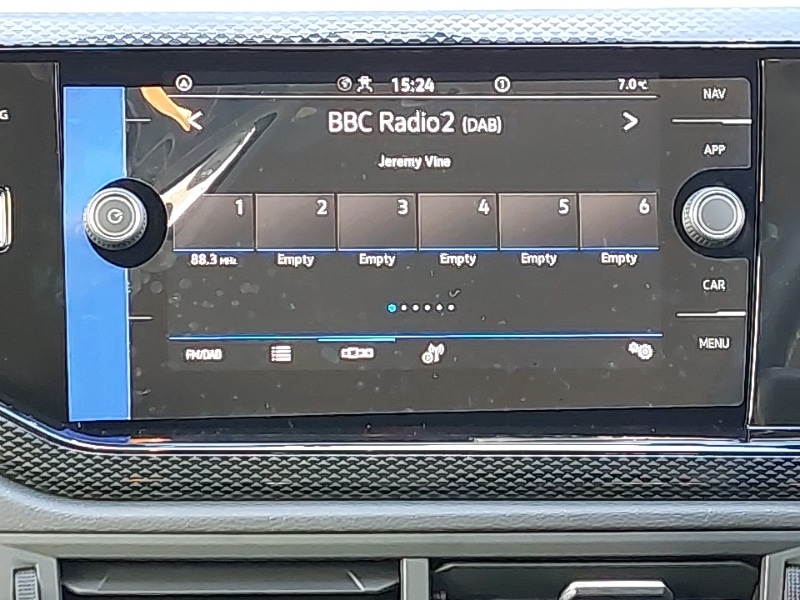 15:24 1 7.0°C
NAV
< BBC Radio2 (DAB) >
APP
Jeremy Vine
1 2 3 4 5 6
88.3 MHz Empty Empty Empty Empty Empty
CAR
MENU
FM/DAB
G